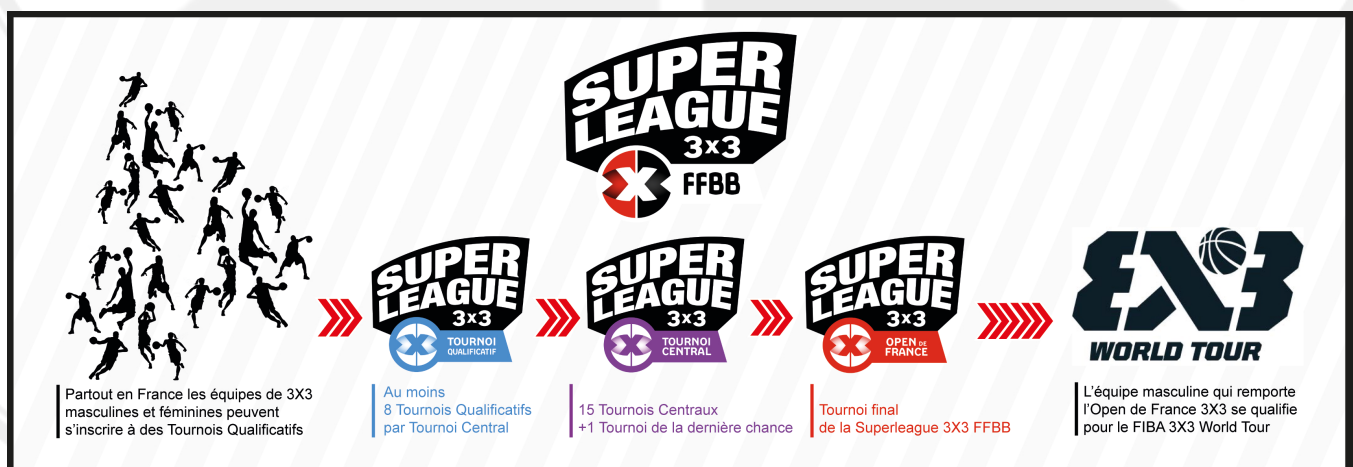 SUPER
LEAGUE
3x3
FFBB
SUPER
LEAGUE
3x3
TOURNOI
QUALIFICATIF
SUPER
LEAGUE
3x3
TOURNOI
CENTRAL
SUPER
LEAGUE
3x3
OPEN DE
FRANCE
3X3
WORLD TOUR
Partout en France les équipes de 3X3
masculines et féminines peuvent
s’inscrire à des Tournois Qualificatifs
Au moins
8 Tournois Qualificatifs
par Tournoi Central
15 Tournois Centraux
+1 Tournoi de la dernière chance
Tournoi final
de la Superleague 3X3 FFBB
L’équipe masculine qui remporte
l’Open de France 3X3 se qualifie
pour le FIBA 3X3 World Tour